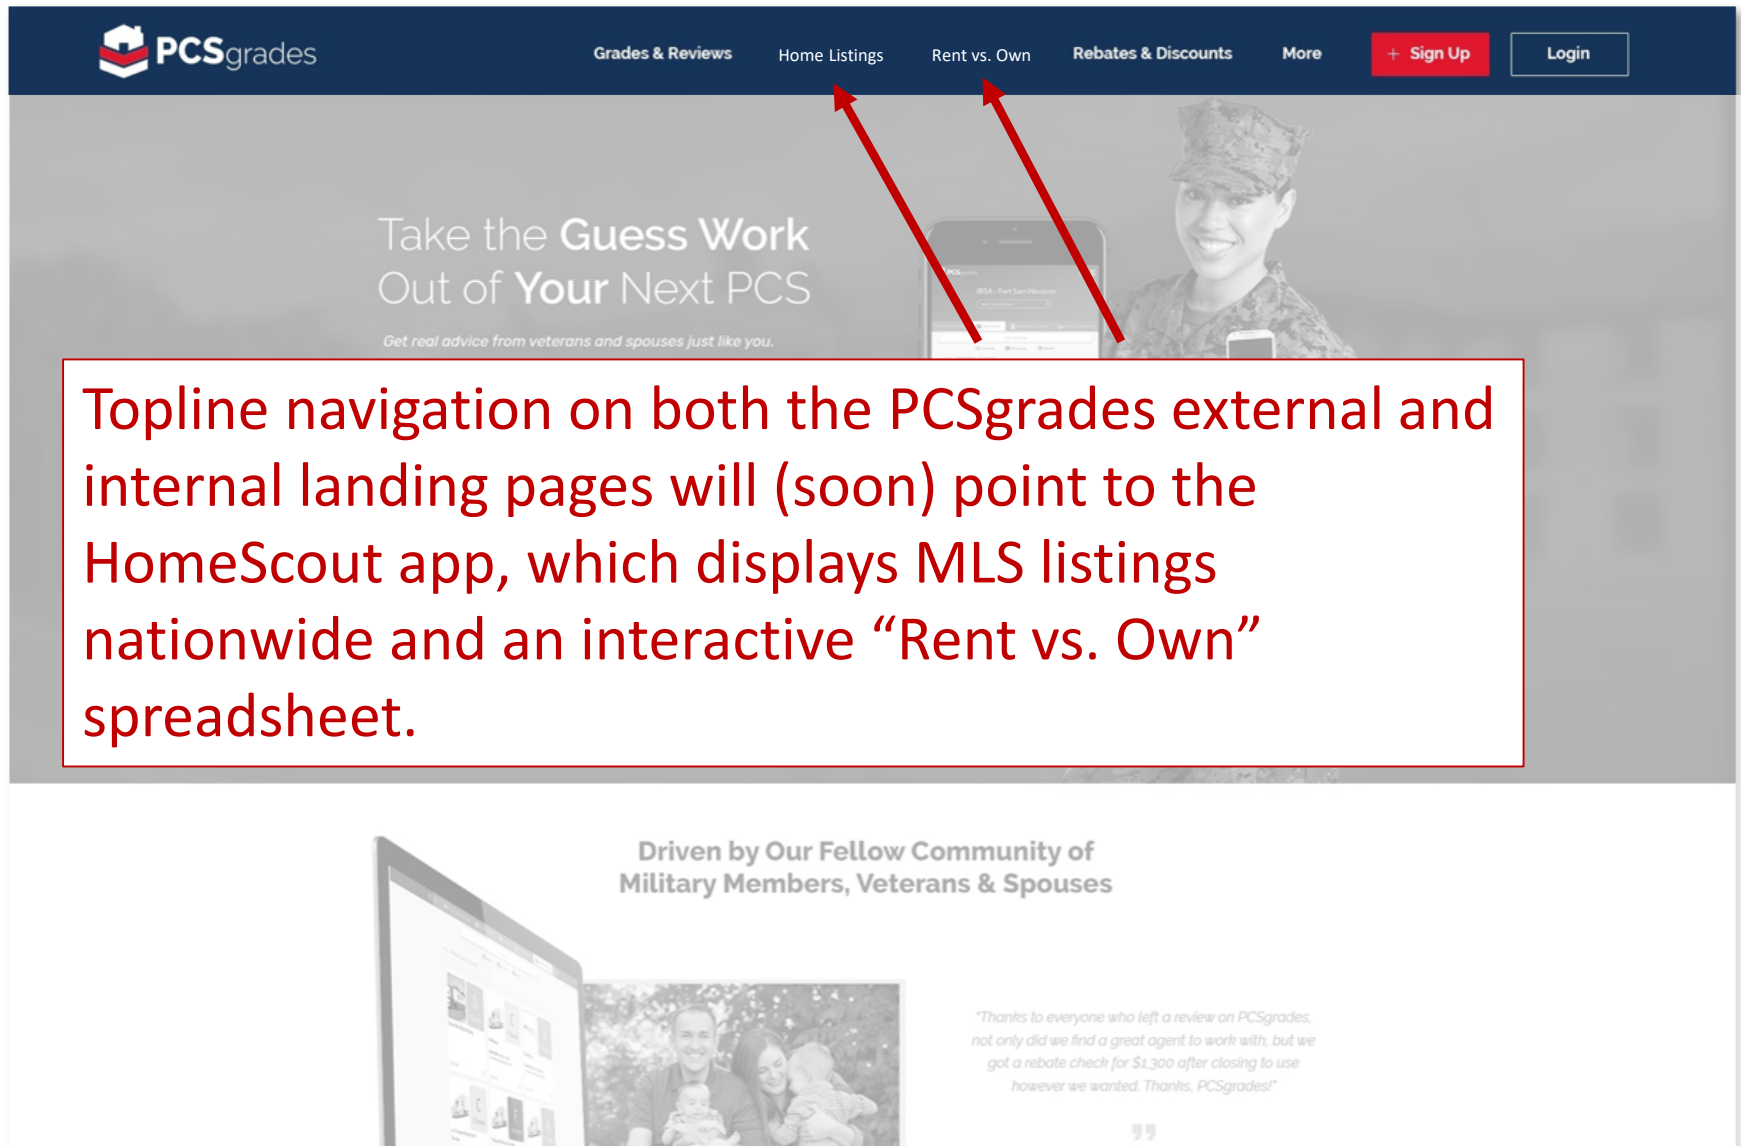 PCSgrades
Grades & Reviews Home Listings Rent vs. Own Rebates & Discounts More + Sign Up Login
Take the Guess Work
Out of Your Next PCS
Get real advice from veterans and spouses just like you.
Topline navigation on both the PCSgrades external and
internal landing pages will (soon) point to the
HomeScout app, which displays MLS listings
nationwide and an interactive “Rent vs. Own”
spreadsheet.
Driven by Our Fellow Community of
Military Members, Veterans & Spouses
"Thanks to everyone who left a review on PCSgrades,
not only did we find a great agent to work with, but we
got a rebate check for $1,300 after closing to use
however we wanted. Thanks, PCSgrades!"